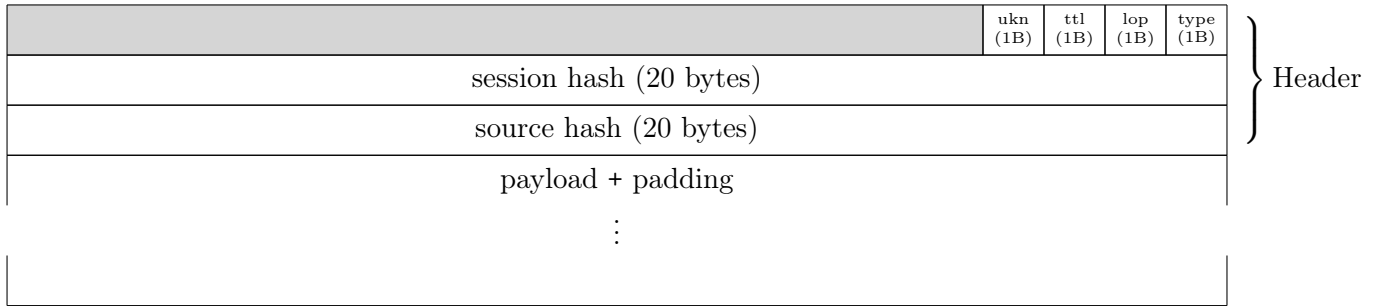 ukn ttl lop type
(1B) (1B) (1B) (1B)
session hash (20 bytes)
Header
source hash (20 bytes)
payload + padding
⋮